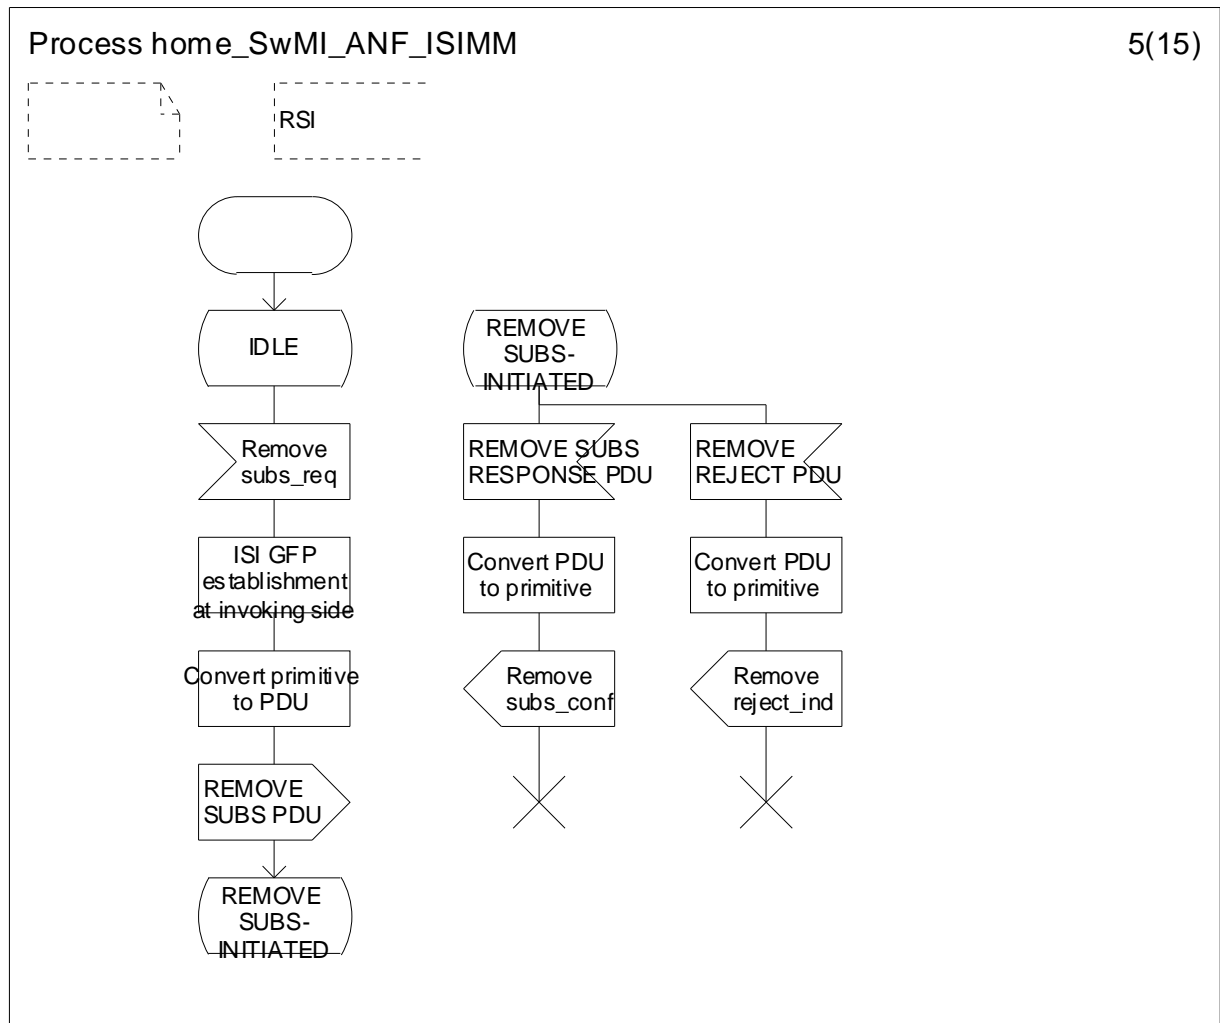 Process home_SwMI_ANF_ISIMM
5(15)
RSI
IDLE
Remove
subs_req
ISI GFP
establishment
at invoking side
Convert primitive
to PDU
REMOVE
SUBS PDU
REMOVE
SUBS-
INITIATED
REMOVE
SUBS-
INITIATED
REMOVE SUBS
RESPONSE PDU
Convert PDU
to primitive
Remove
subs_conf
REMOVE
REJECT PDU
Convert PDU
to primitive
Remove
reject_ind